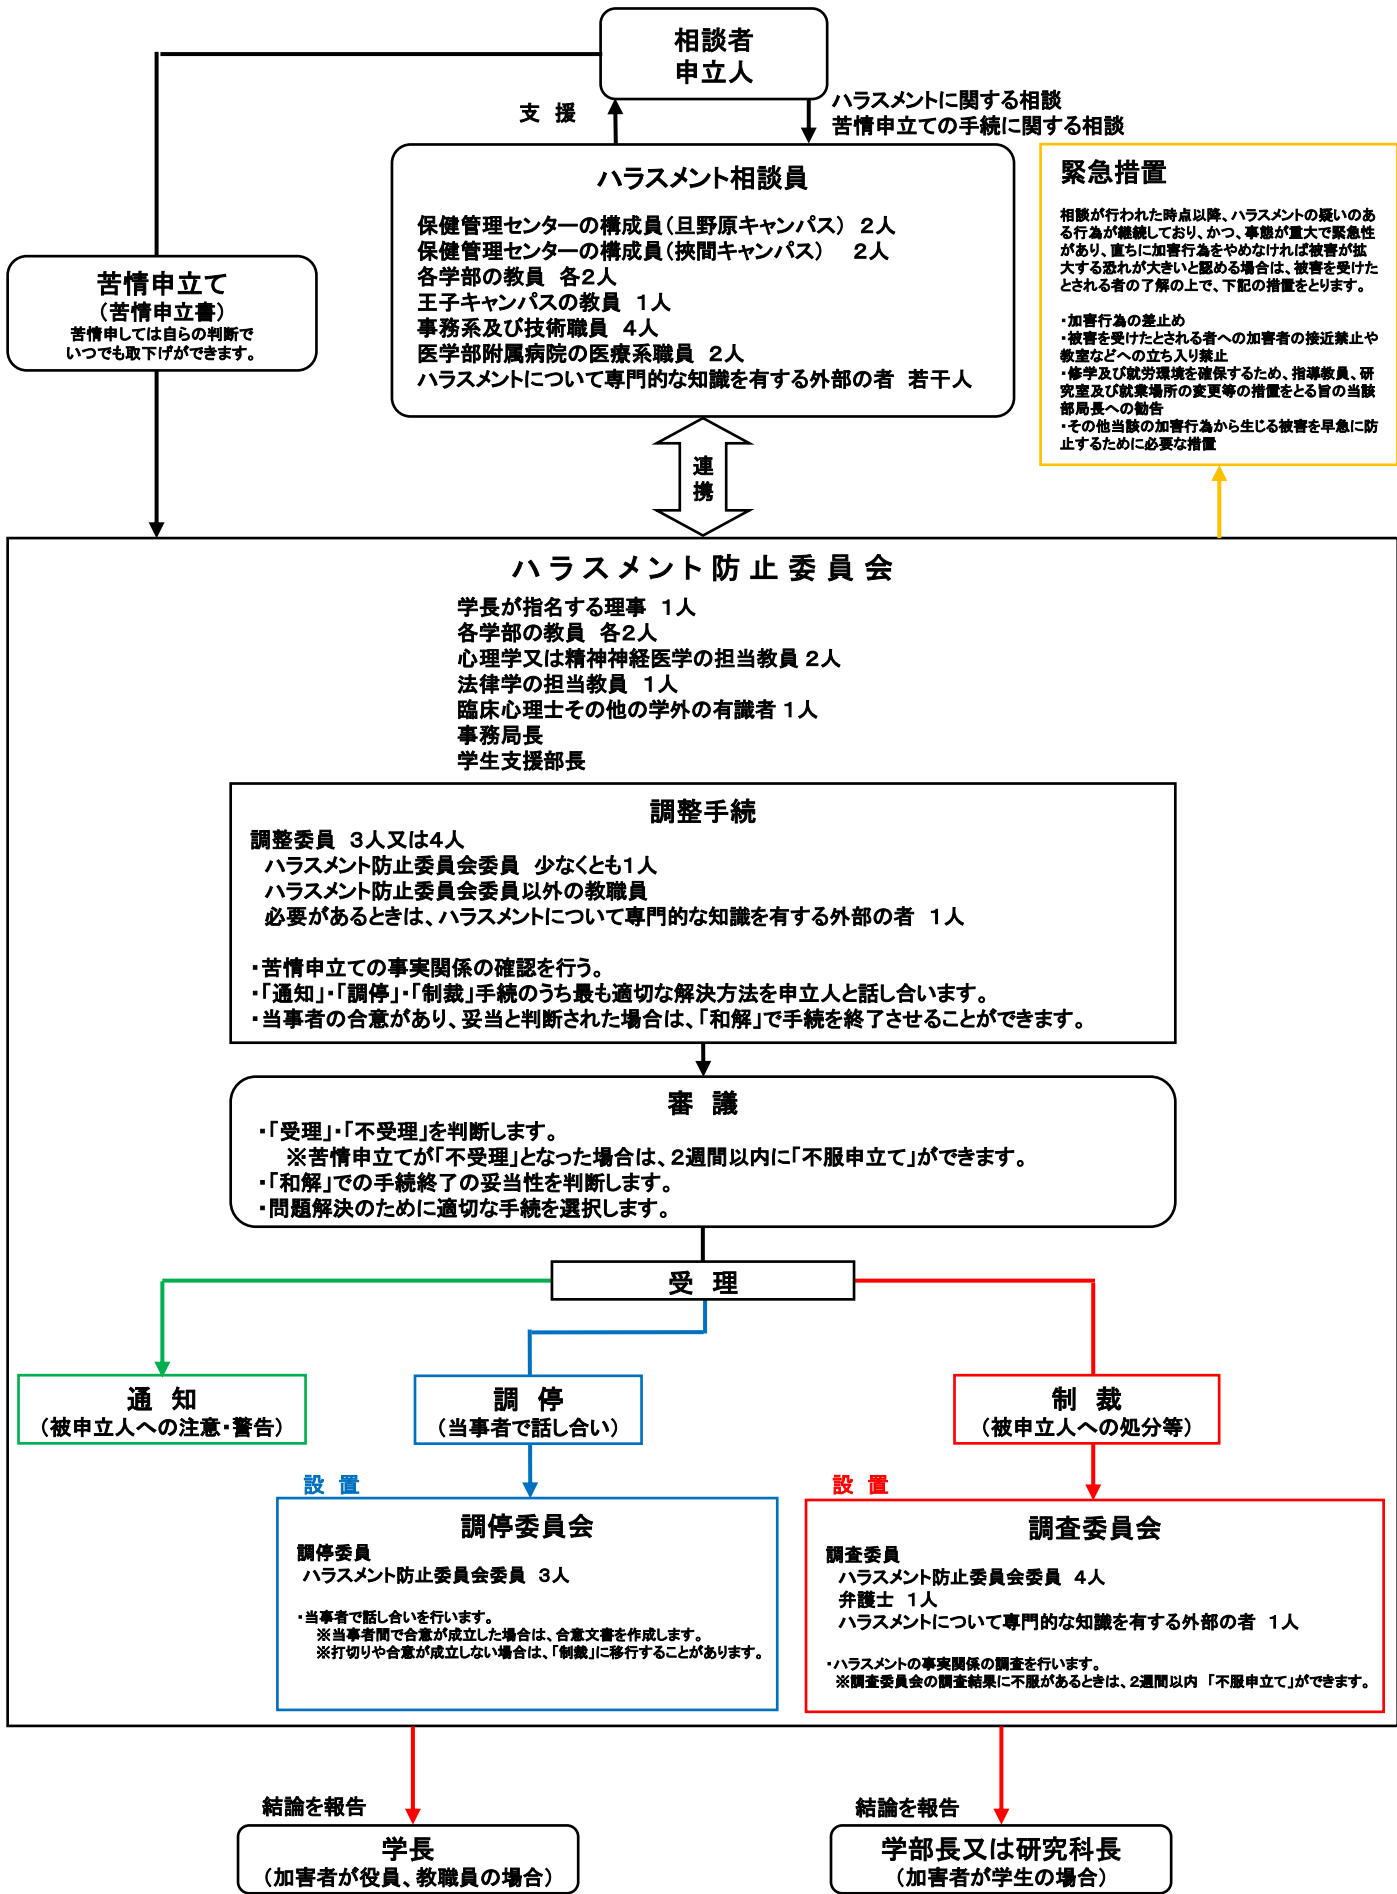 相談者
申立人
支 援
ハラスメントに関する相談
苦情申立ての手続に関する相談
ハラスメント相談員
保健管理センターの構成員(旦野原キャンパス) 2人
保健管理センターの構成員(挾間キャンパス) 2人
各学部の教員 各2人
王子キャンパスの教員 1人
事務系及び技術職員 4人
医学部附属病院の医療系職員 2人
ハラスメントについて専門的な知識を有する外部の者 若干人
緊急措置
相談が行われた時点以降、ハラスメントの疑いのあ
る行為が継続しており、かつ、事態が重大で緊急性
があり、直ちに加害行為をやめなければ被害が拡
大する恐れが大きいと認める場合は、被害を受けた
とされる者の了解の上で、下記の措置をとります。
・加害行為の差止め
・被害を受けたとされる者への加害者の接近禁止や
教室などへの立ち入り禁止
・修学及び就労環境を確保するため、指導教員、研
究室及び就業場所の変更等の措置をとる旨の当該
部局長への勧告
・その他当該の加害行為から生じる被害を早急に防
止するために必要な措置
苦情申立て
(苦情申立書)
苦情申しては自らの判断で
いつでも取下げができます。
連
携
ハラスメント防止委員会
学長が指名する理事 1人
各学部の教員 各2人
心理学又は精神神経医学の担当教員 2人
法律学の担当教員 1人
臨床心理士その他の学外の有識者 1人
事務局長
学生支援部長
調整手続
調整委員 3人又は4人
ハラスメント防止委員会委員 少なくとも1人
ハラスメント防止委員会委員以外の教職員
必要があるときは、ハラスメントについて専門的な知識を有する外部の者 1人
・苦情申立ての事実関係の確認を行う。
・「通知」・「調停」・「制裁」手続のうち最も適切な解決方法を申立人と話し合います。
・当事者の合意があり、妥当と判断された場合は、「和解」で手続を終了させることができます。
審 議
・「受理」・「不受理」を判断します。
※苦情申立てが「不受理」となった場合は、2週間以内に「不服申立て」ができます。
・「和解」での手続終了の妥当性を判断します。
・問題解決のために適切な手続を選択します。
受 理
通 知
(被申立人への注意・警告)
調 停
(当事者で話し合い)
制 裁
(被申立人への処分等)
設 置
設 置
調停委員会
調停委員
ハラスメント防止委員会委員 3人
・当事者で話し合いを行います。
※当事者間で合意が成立した場合は、合意文書を作成します。
※打切りや合意が成立しない場合は、「制裁」に移行することがあります。
調査委員会
調査委員
ハラスメント防止委員会委員 4人
弁護士 1人
ハラスメントについて専門的な知識を有する外部の者 1人
・ハラスメントの事実関係の調査を行います。
※調査委員会の調査結果に不服があるときは、2週間以内 「不服申立て」ができます。
結論を報告
学長
(加害者が役員、教職員の場合)
結論を報告
学部長又は研究科長
(加害者が学生の場合)